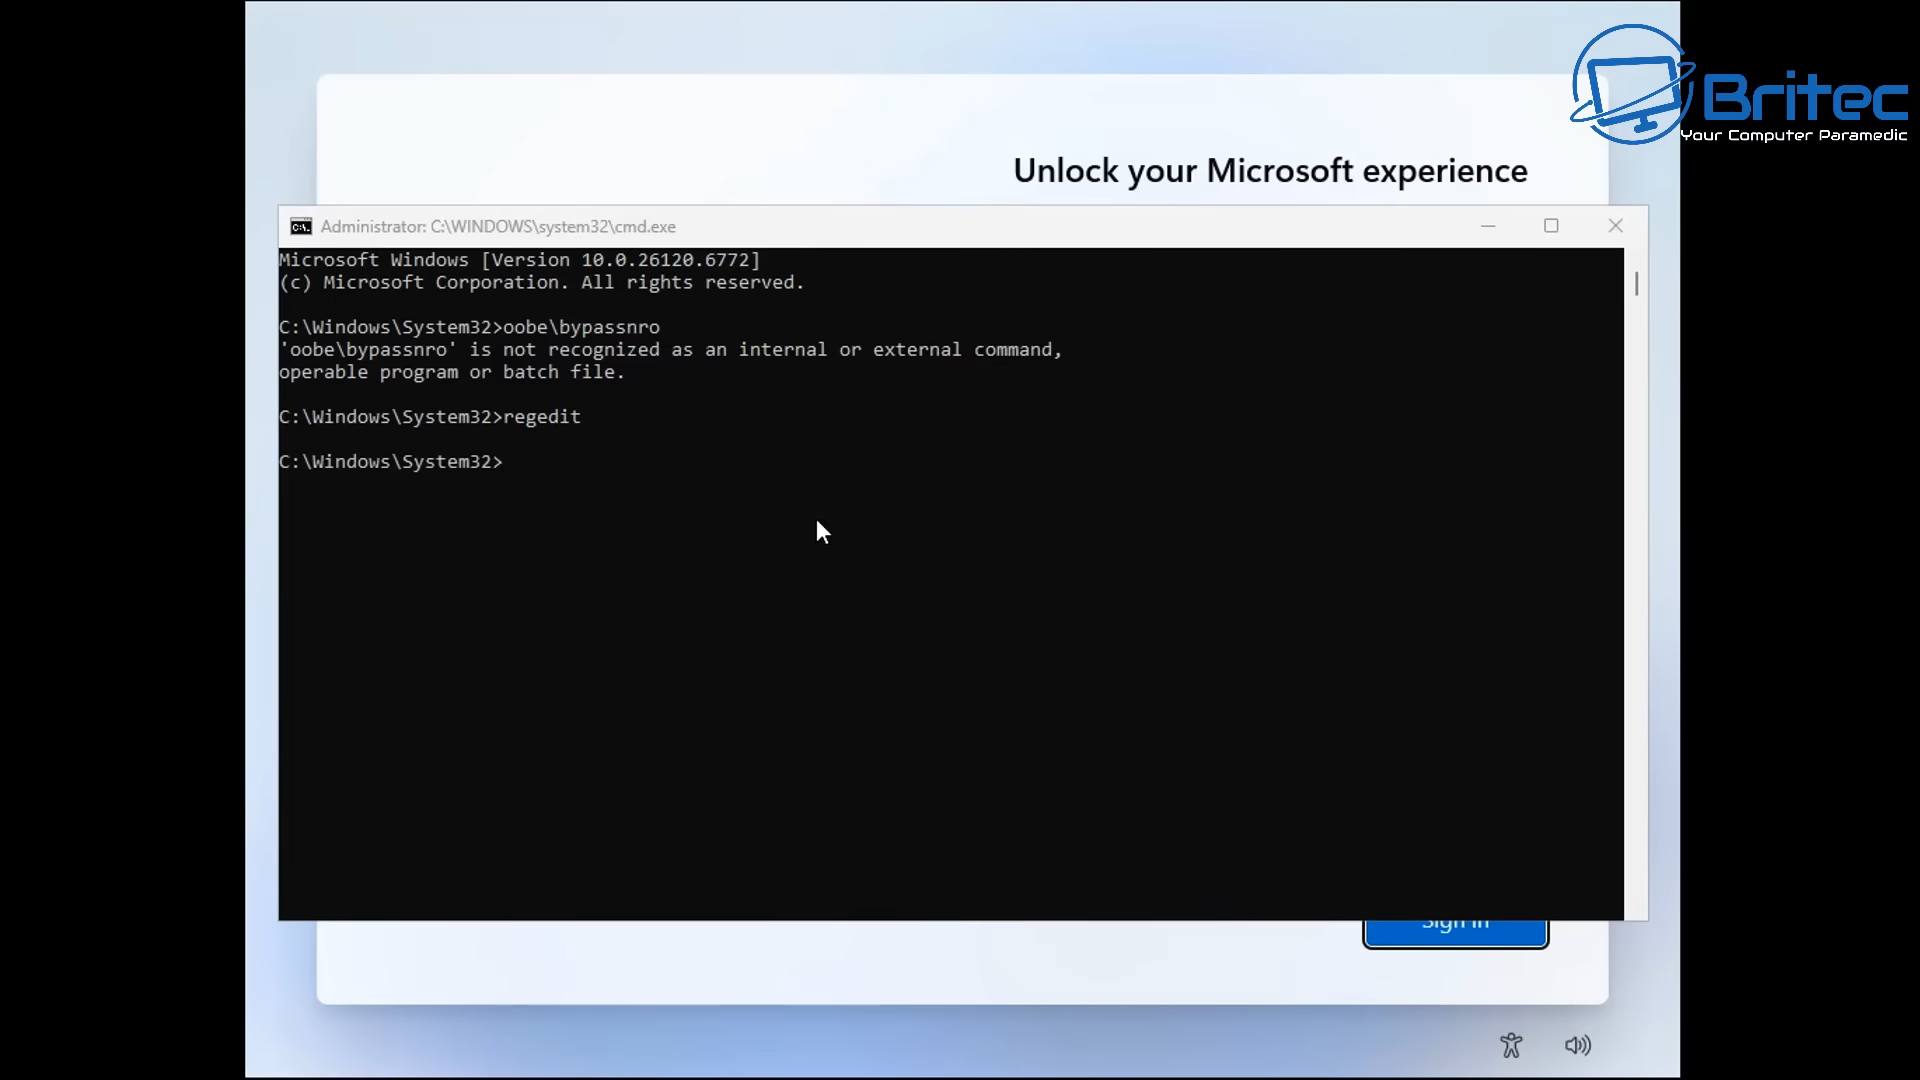 Britec
Your Computer Paramedic
Unlock your Microsoft experience
Administrator: C:\WINDOWS\system32\cmd.exe
Microsoft Windows [Version 10.0.26120.6772]
(c) Microsoft Corporation. All rights reserved.
C:\Windows\System32>oobe\bypassnro
'oobe\bypassnro' is not recognized as an internal or external command,
operable program or batch file.
C:\Windows\System32>regedit
C:\Windows\System32>
Sign in